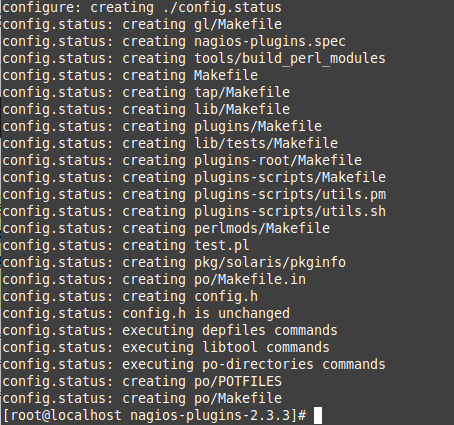 configure: creating ./config.status
config.status: creating gl/Makefile
config.status: creating nagios-plugins.spec
config.status: creating tools/build_perl_modules
config.status: creating Makefile
config.status: creating tap/Makefile
config.status: creating lib/Makefile
config.status: creating plugins/Makefile
config.status: creating lib/tests/Makefile
config.status: creating plugins-root/Makefile
config.status: creating plugins-scripts/Makefile
config.status: creating plugins-scripts/utils.pm
config.status: creating plugins-scripts/utils.sh
config.status: creating perlmods/Makefile
config.status: creating test.pl
config.status: creating pkg/solaris/pkginfo
config.status: creating po/Makefile.in
config.status: creating config.h
config.status: config.h is unchanged
config.status: executing depfiles commands
config.status: executing libtool commands
config.status: executing po-directories commands
config.status: creating po/POTFILES
config.status: creating po/Makefile
[root@localhost nagios-plugins-2.3.3]#